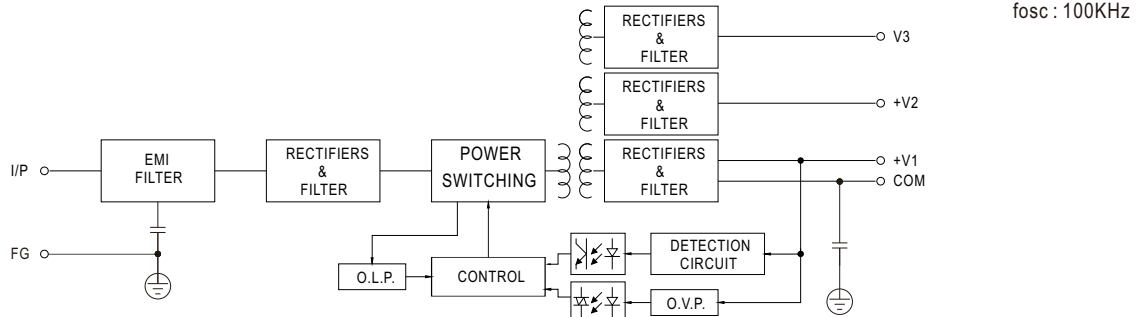 fosc : 100KHz
RECTIFIERS
&
FILTER
V3
RECTIFIERS
&
FILTER
+V2
I/P
EMI
FILTER
RECTIFIERS
&
FILTER
POWER
SWITCHING
RECTIFIERS
&
FILTER
+V1
COM
FG
O.L.P.
CONTROL
DETECTION
CIRCUIT
O.V.P.